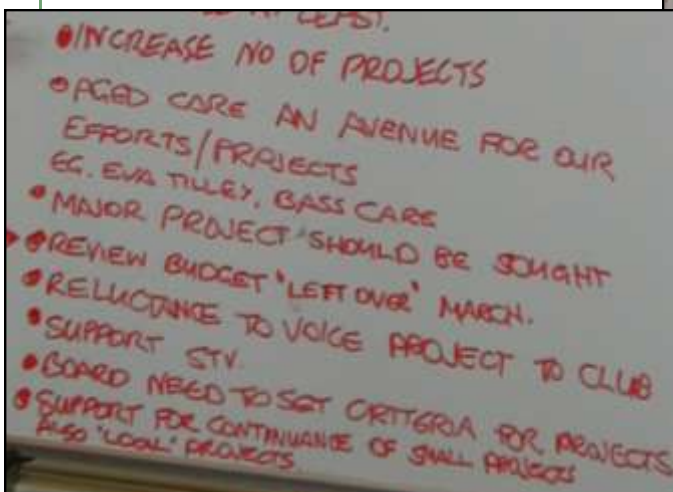 AT LEAST.
• INCREASE NO OF PROJECTS
• AGED CARE AN AVENUE FOR OUR
EFFORTS/PROJECTS
EG. EVA TILLEY, BASS CARE
• MAJOR PROJECT SHOULD BE SOUGHT
• REVIEW BUDGET "LEFT OVER" MARCH.
• RELUCTANCE TO VOICE PROJECT TO CLUB
• SUPPORT STV.
• BOARD NEED TO SET CRITERIA FOR PROJECTS
• SUPPORT FOR CONTINUANCE OF SMALL PROJECTS
ALSO "LOCAL" PROJECTS